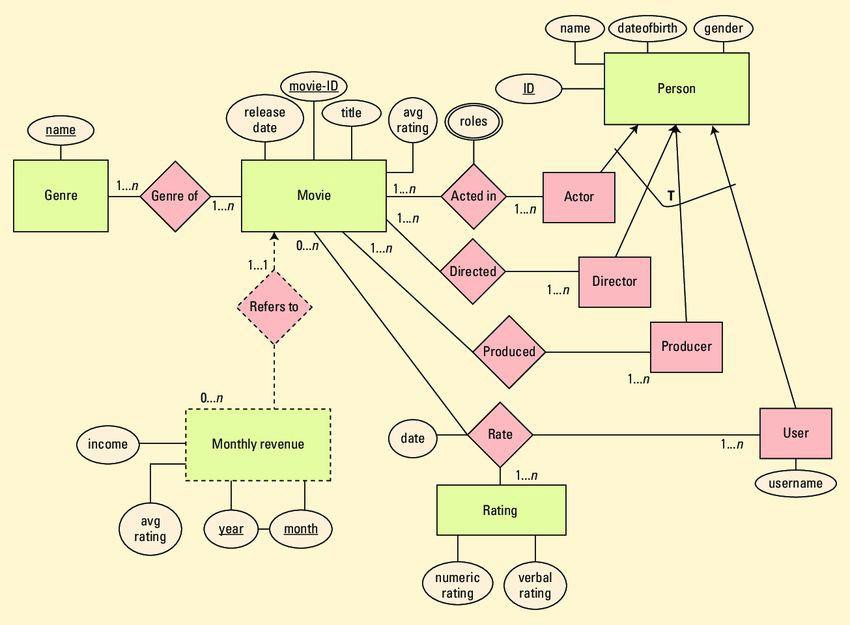 name
dateofbirth
gender
ID
Person
movie-ID
release
date
title
avg
rating
roles
name
Genre
1...n
Genre of
1...n
Movie
1...n
Acted in
1...n
Actor
T
1...n
0...n
1...n
1...1
Directed
1...n
Director
Refers to
Produced
1...n
Producer
0...n
income
Monthly revenue
date
Rate
1...n
User
1...n
username
avg
rating
year
month
Rating
numeric
rating
verbal
rating